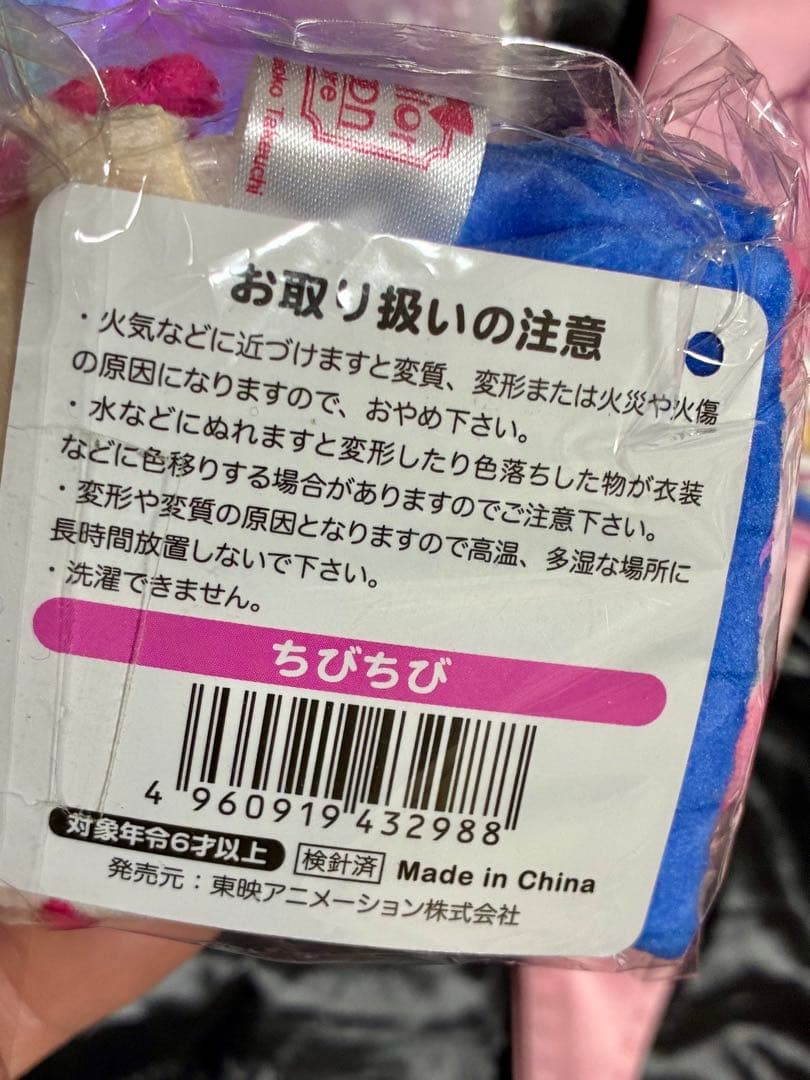 Takeuchi
お取り扱いの注意
・火気などに近づけますと変質、変形または火災や火傷
の原因になりますので、おやめ下さい。
・水などにぬれますと変形したり色落ちした物が衣装
などに色移りする場合がありますのでご注意下さい。
・変形や変質の原因となりますので高温、多湿な場所に
長時間放置しないで下さい。
・洗濯できません。
ちびちび
4 960919 432988
対象年令6才以上 検針済 Made in China
発売元：東映アニメーション株式会社